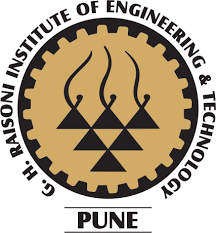 G. H. RAISONI INSTITUTE OF ENGINEERING & TECHNOLOGY
PUNE